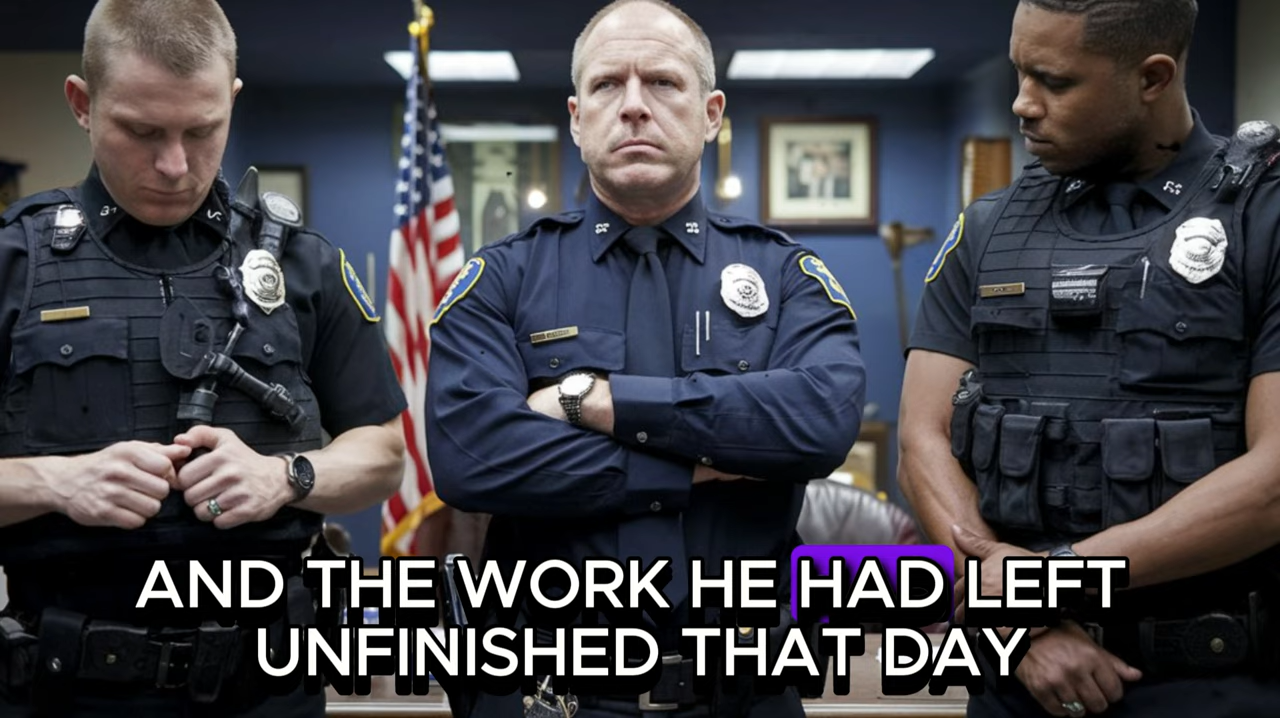 AND THE WORK HE HAD LEFT
UNFINISHED THAT DAY